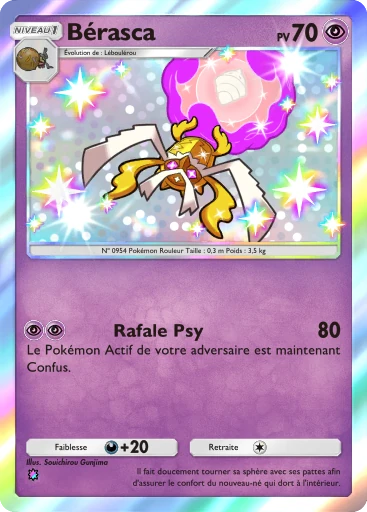 NIVEAU 1
Bérasca
PV 70
Évolution de : Léboulérou
N° 0954 Pokémon Rouleur Taille : 0,3 m Poids : 3,5 kg
Rafale Psy 80
Le Pokémon Actif de votre adversaire est maintenant
Confus.
Faiblesse +20 Retraite
Illus. Souichirou Gunjima
Il fait doucement tourner sa sphère avec ses pattes afin
d'assurer le confort du nouveau-né qui dort à l'intérieur.